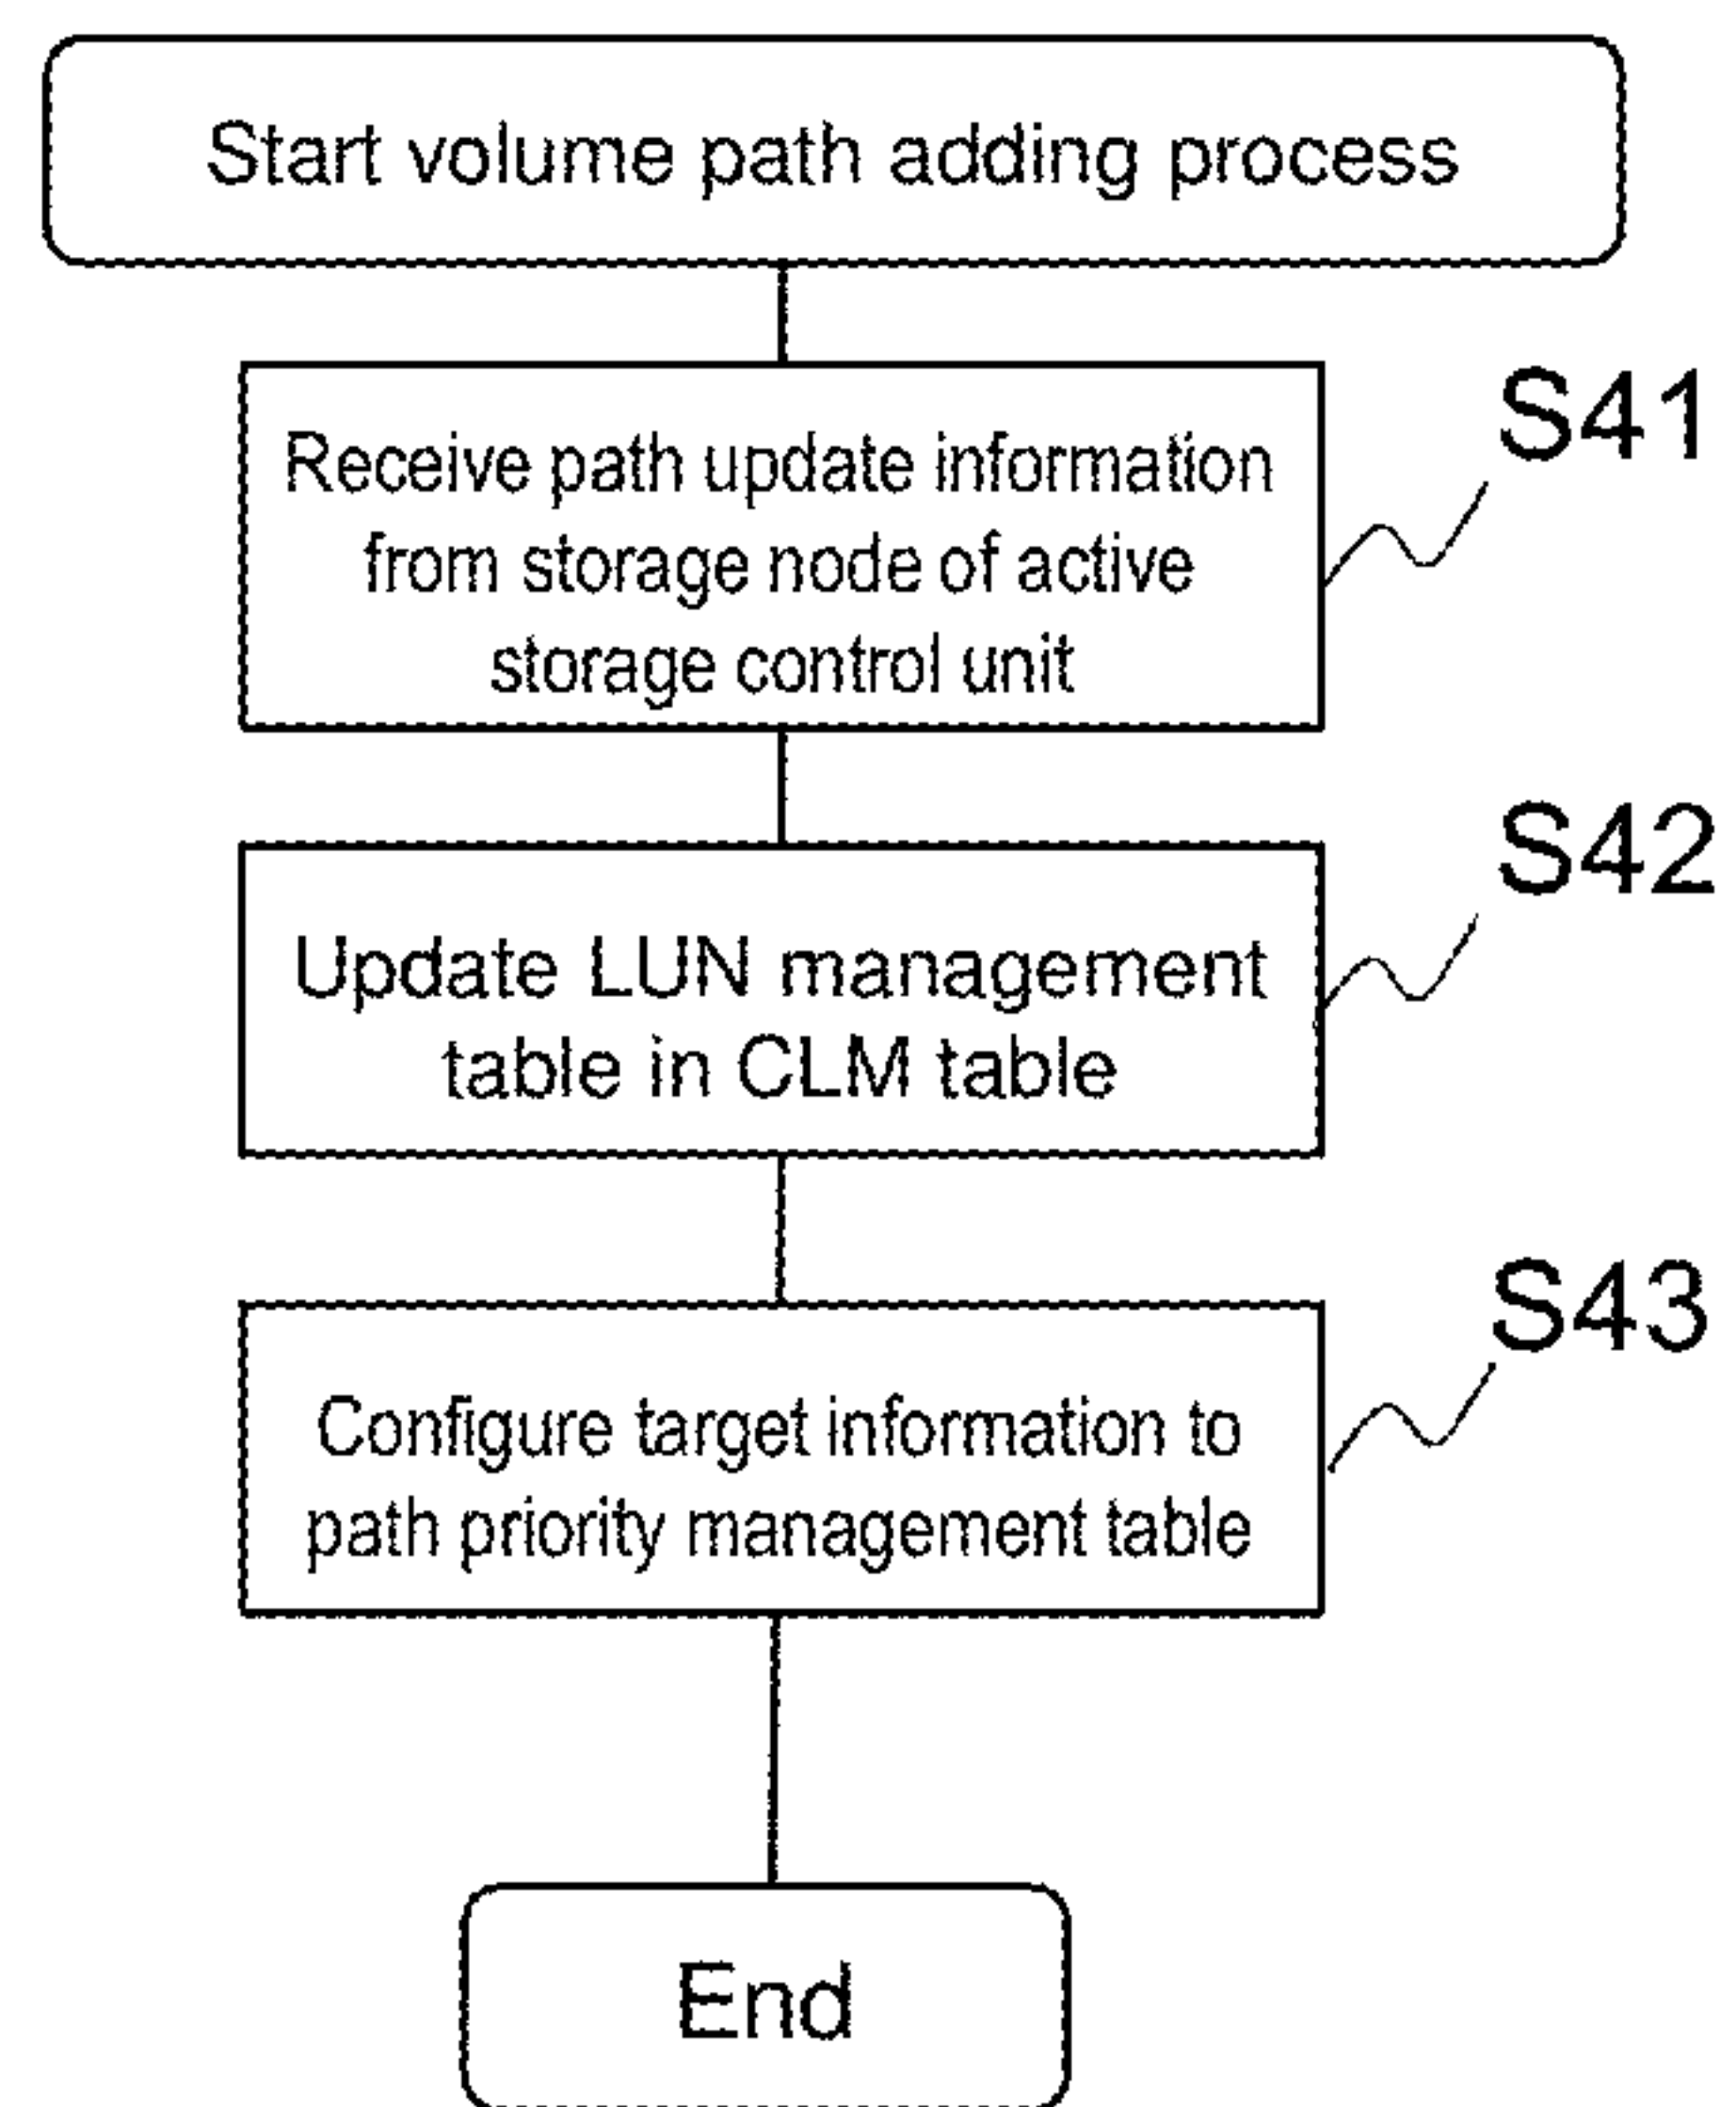 Start volume path adding process
S41
Receive path update information
from storage node of active
storage control unit
S42
Update LUN management
table in CLM table
S43
Configure target information to
path priority management table
End